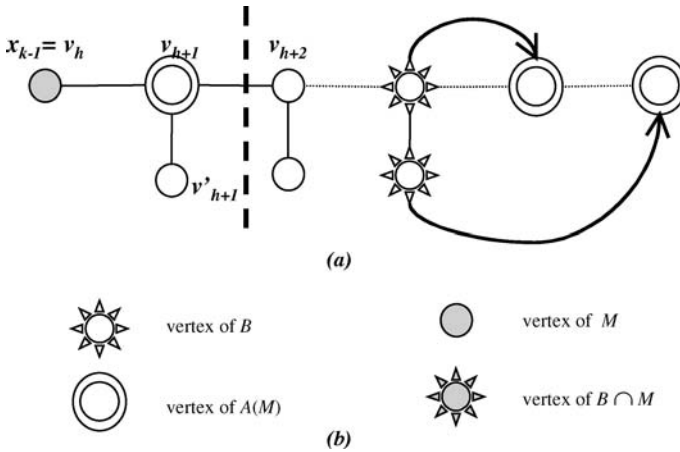 x_{k-1} = v_h
v_{h+1}
v_{h+2}
v'_{h+1}
(a)
vertex of B
vertex of M
vertex of A(M)
vertex of B ∩ M
(b)